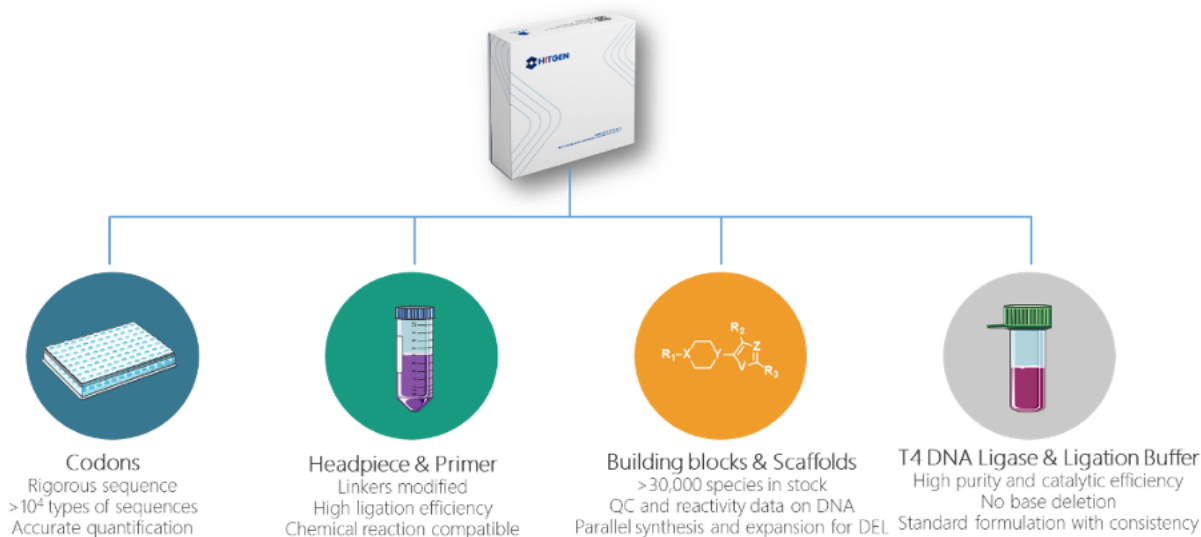 HITGEN
R₁
X
Y
R₂
Z
V
R₃
Codons
Rigorous sequence
>10⁴ types of sequences
Accurate quantification
Headpiece & Primer
Linkers modified
High ligation efficiency
Chemical reaction compatible
Building blocks & Scaffolds
>30,000 species in stock
QC and reactivity data on DNA
Parallel synthesis and expansion for DEL
T4 DNA Ligase & Ligation Buffer
High purity and catalytic efficiency
No base deletion
Standard formulation with consistency